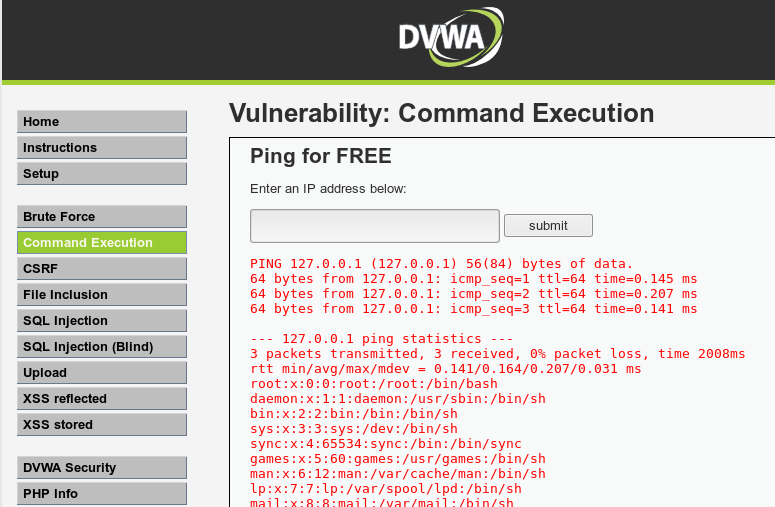 DVWA
Vulnerability: Command Execution
Home
Instructions
Setup
Brute Force
Command Execution
CSRF
File Inclusion
SQL Injection
SQL Injection (Blind)
Upload
XSS reflected
XSS stored
DVWA Security
PHP Info
Ping for FREE
Enter an IP address below:
submit
PING 127.0.0.1 (127.0.0.1) 56(84) bytes of data.
64 bytes from 127.0.0.1: icmp_seq=1 ttl=64 time=0.145 ms
64 bytes from 127.0.0.1: icmp_seq=2 ttl=64 time=0.207 ms
64 bytes from 127.0.0.1: icmp_seq=3 ttl=64 time=0.141 ms
--- 127.0.0.1 ping statistics ---
3 packets transmitted, 3 received, 0% packet loss, time 2008ms
rtt min/avg/max/mdev = 0.141/0.164/0.207/0.031 ms
root:x:0:0:root:/root:/bin/bash
daemon:x:1:1:daemon:/usr/sbin:/bin/sh
bin:x:2:2:bin:/bin:/bin/sh
sys:x:3:3:sys:/dev:/bin/sh
sync:x:4:65534:sync:/bin:/bin/sync
games:x:5:60:games:/usr/games:/bin/sh
man:x:6:12:man:/var/cache/man:/bin/sh
lp:x:7:7:lp:/var/spool/lpd:/bin/sh
mail:x:8:8:mail:/var/mail:/bin/sh